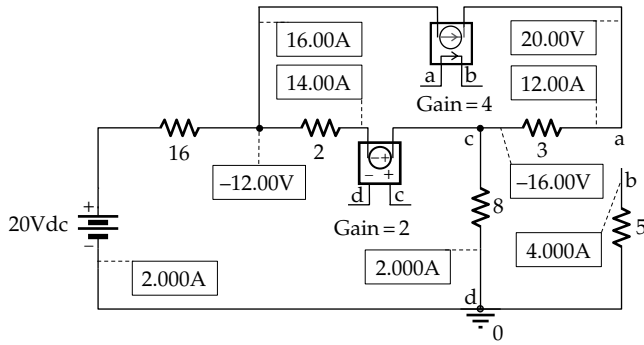 16.00A
20.00V
14.00A
12.00A
a b
Gain = 4
16
2
c
3
a
–12.00V
–16.00V
b
- +
- +
d c
Gain = 2
+
20Vdc
–
8
5
4.000A
2.000A
2.000A
d
0